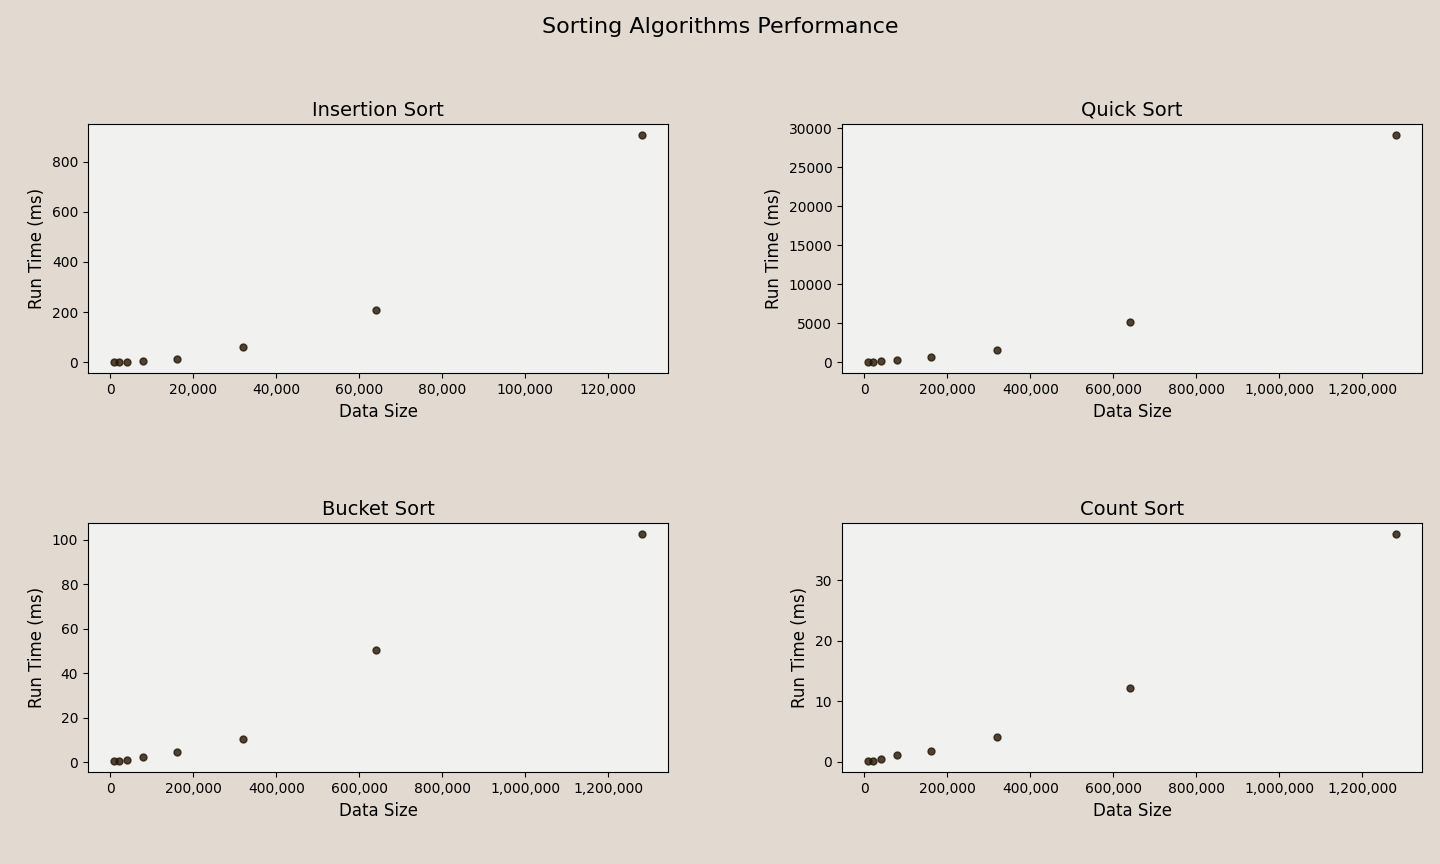 Sorting Algorithms Performance
Insertion Sort
Run Time (ms)
800
600
400
200
0
0 20,000 40,000 60,000 80,000 100,000 120,000
Data Size
Quick Sort
Run Time (ms)
30000
25000
20000
15000
10000
5000
0
0 200,000 400,000 600,000 800,000 1,000,000 1,200,000
Data Size
Bucket Sort
Run Time (ms)
100
80
60
40
20
0
0 200,000 400,000 600,000 800,000 1,000,000 1,200,000
Data Size
Count Sort
Run Time (ms)
30
20
10
0
0 200,000 400,000 600,000 800,000 1,000,000 1,200,000
Data Size